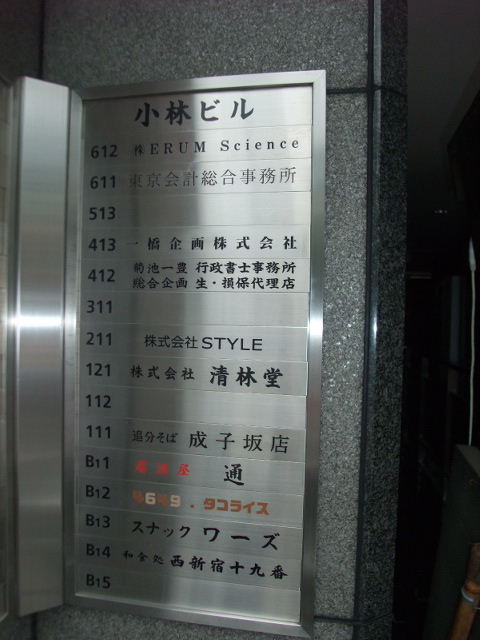 小林ビル
612 ㈱ ERUM Science
611 東京会計総合事務所
513
413 一橋企画株式会社
412 菊池一豊 行政書士事務所
総合企画 生・損保代理店
311
211 株式会社 STYLE
121 株式会社 清林堂
112
111 追分そば 成子坂店
B11 居酒屋 通
B12 4649 . タコライス
B13 スナック ワーズ
B14 和食処 西新宿十九番
B15